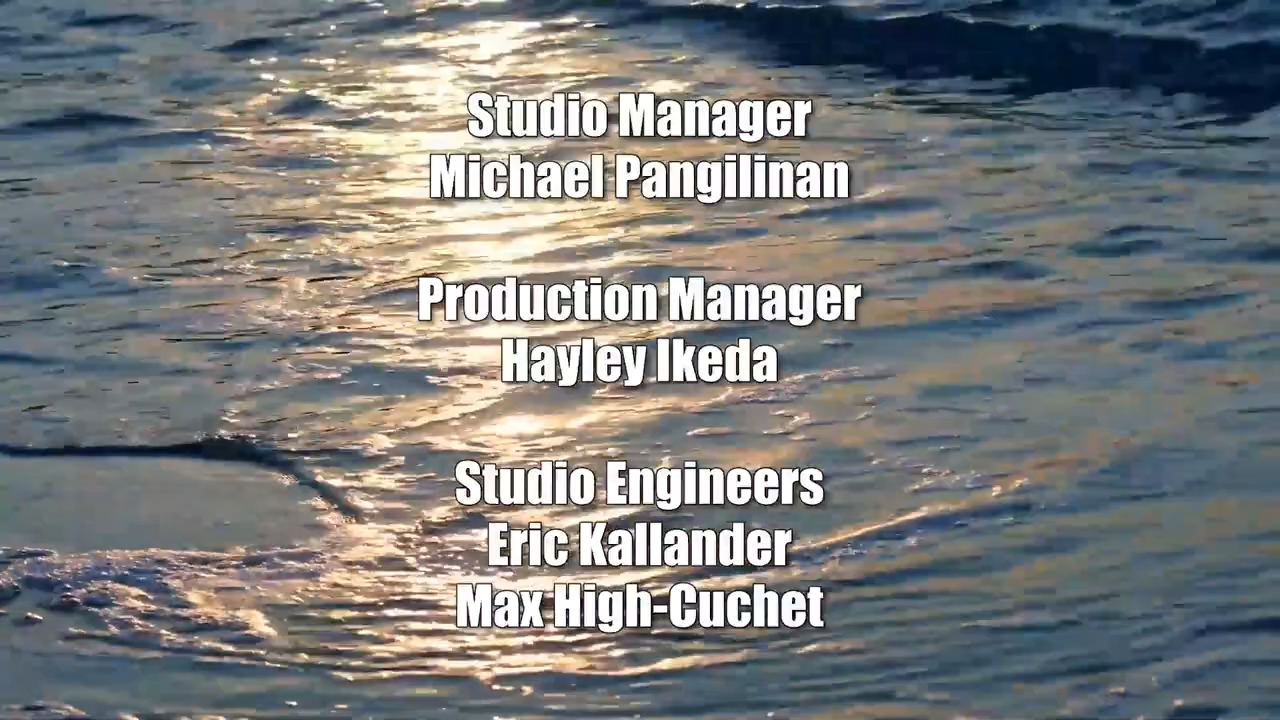 Studio Manager
Michael Pangilinan
Production Manager
Hayley Ikeda
Studio Engineers
Eric Kallander
Max High-Cuchet